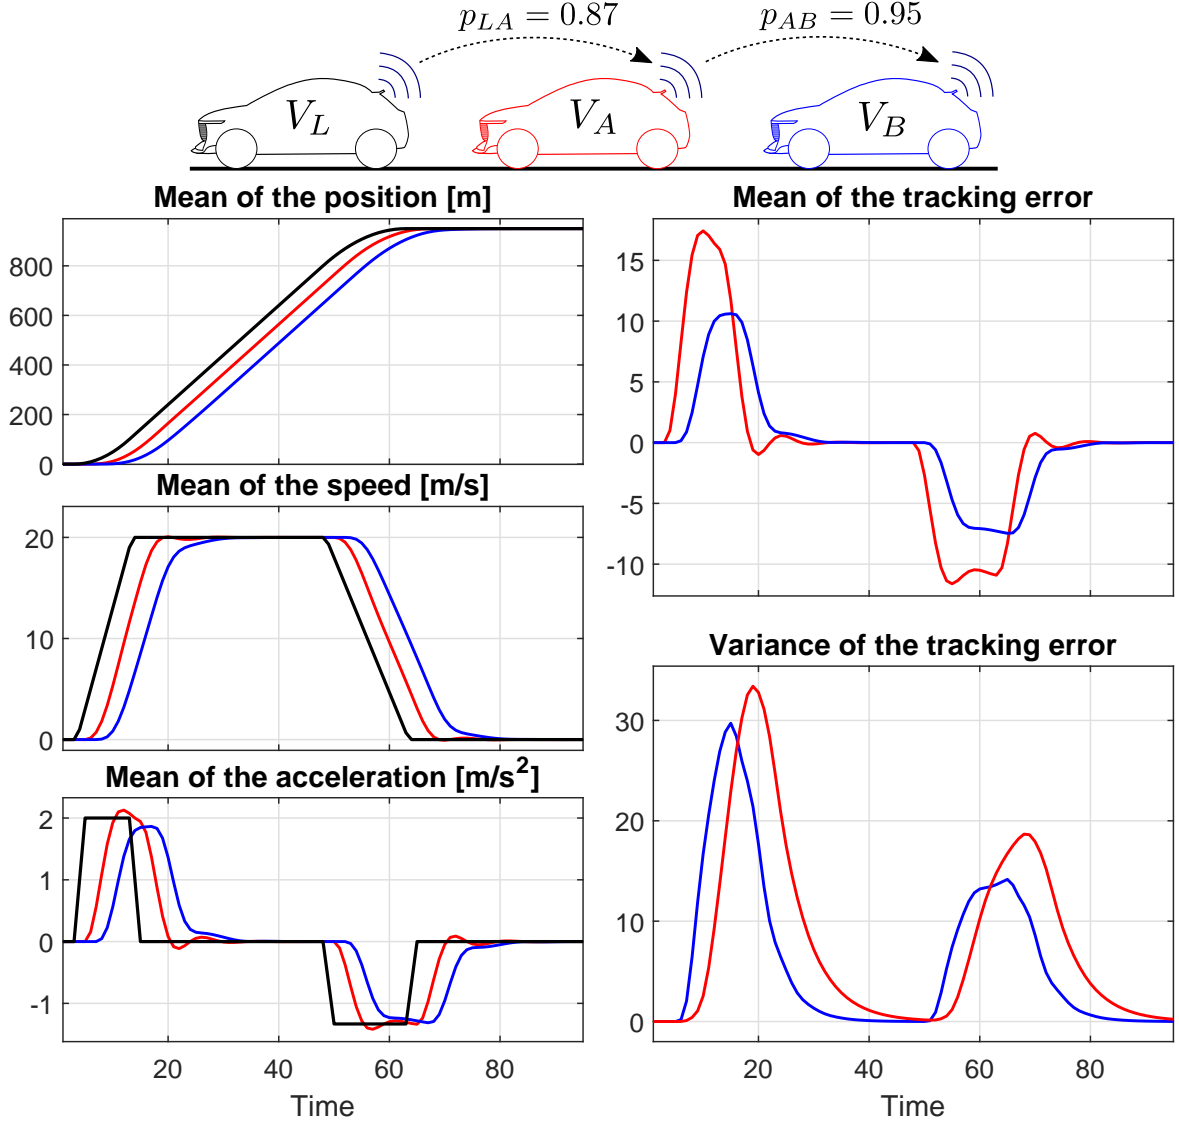 p_{LA} = 0.87
p_{AB} = 0.95
V_L
V_A
V_B
Mean of the position [m]
800
600
400
200
0
Mean of the speed [m/s]
20
10
0
Mean of the acceleration [m/s^2]
2
1
0
-1
20 40 60 80
Time
Mean of the tracking error
15
10
5
0
-5
-10
Variance of the tracking error
30
20
10
0
20 40 60 80
Time